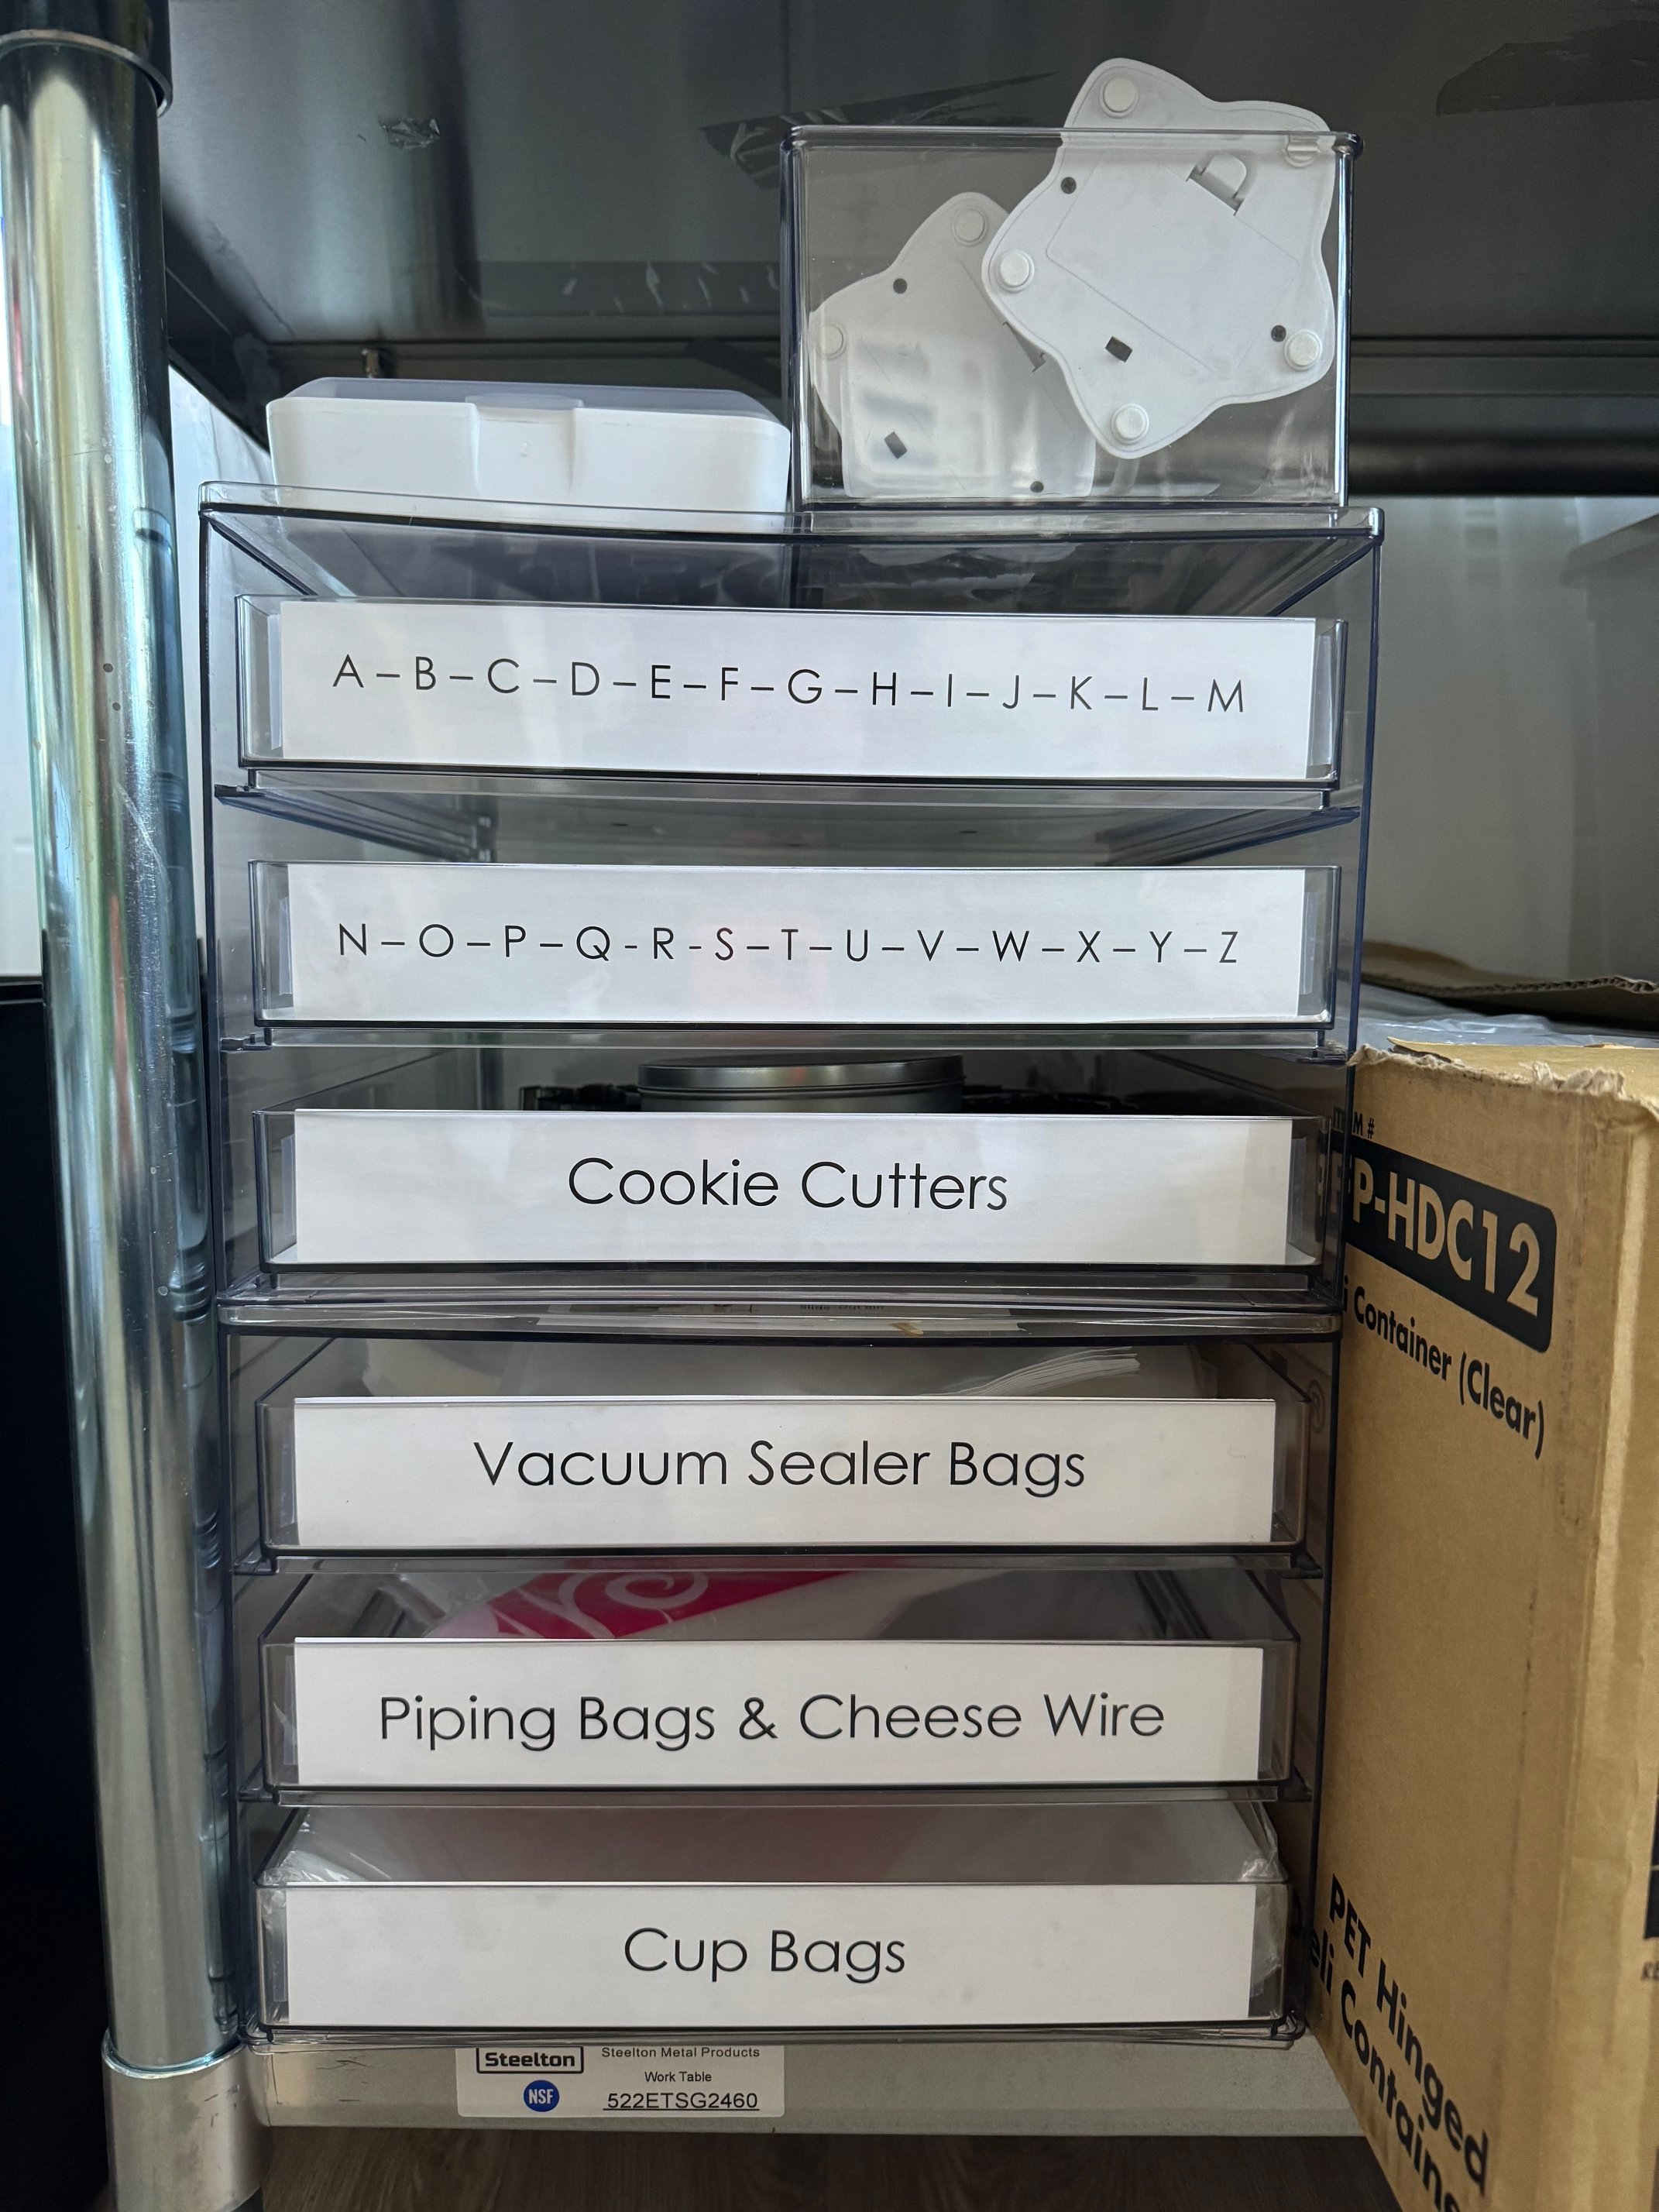 A – B – C – D – E – F – G – H – I – J – K – L – M
N – O – P – Q - R - S – T – U – V – W – X – Y – Z
Cookie Cutters
Vacuum Sealer Bags
Piping Bags & Cheese Wire
Cup Bags
Steelton
NSF
Steelton Metal Products
Work Table
522ETSG2460
P-HDC12
Container (Clear)
PET Hinged